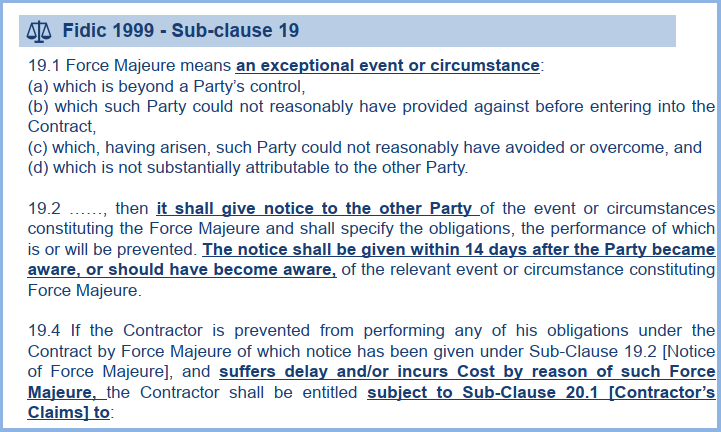 Fidic 1999 - Sub-clause 19
19.1 Force Majeure means an exceptional event or circumstance:
(a) which is beyond a Party's control,
(b) which such Party could not reasonably have provided against before entering into the
Contract,
(c) which, having arisen, such Party could not reasonably have avoided or overcome, and
(d) which is not substantially attributable to the other Party.
19.2 ……, then it shall give notice to the other Party of the event or circumstances
constituting the Force Majeure and shall specify the obligations, the performance of which
is or will be prevented. The notice shall be given within 14 days after the Party became
aware, or should have become aware, of the relevant event or circumstance constituting
Force Majeure.
19.4 If the Contractor is prevented from performing any of his obligations under the
Contract by Force Majeure of which notice has been given under Sub-Clause 19.2 [Notice
of Force Majeure], and suffers delay and/or incurs Cost by reason of such Force
Majeure, the Contractor shall be entitled subject to Sub-Clause 20.1 [Contractor's
Claims] to: